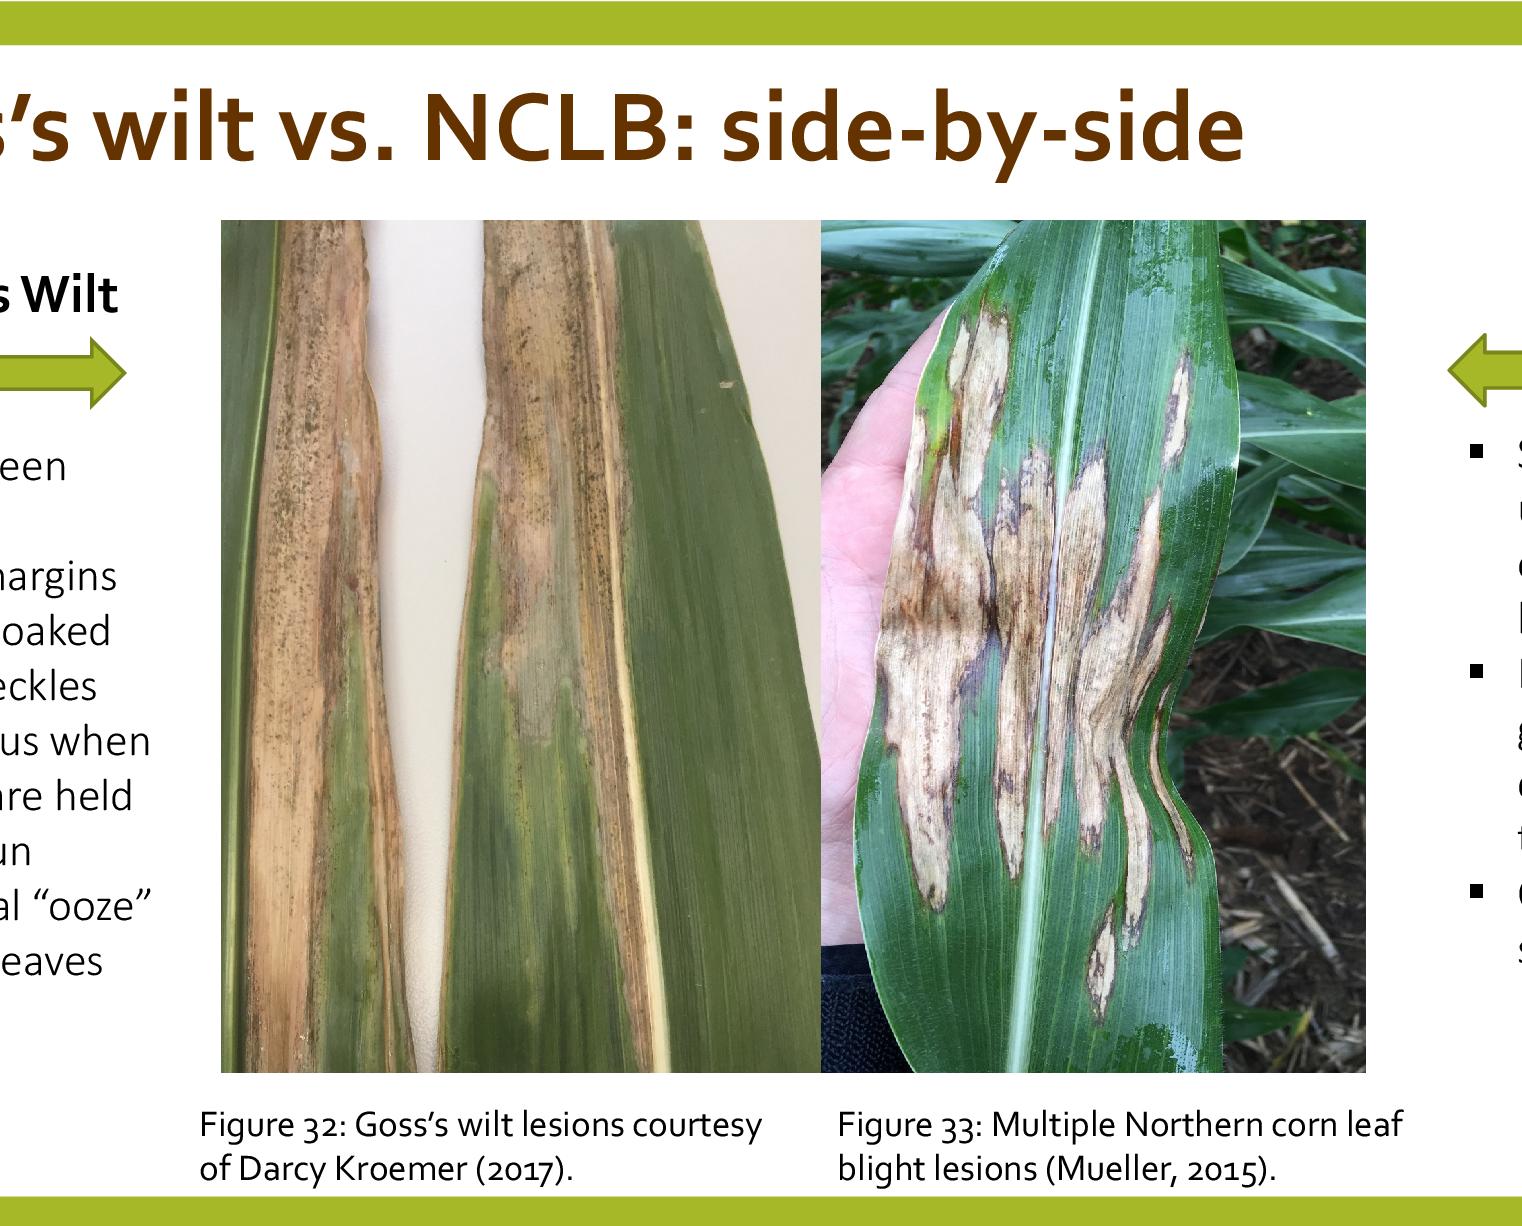 s’s wilt vs. NCLB: side-by-side
s Wilt
een
argins
oaked
eckles
us when
are held
un
al “ooze”
eaves
Figure 32: Goss’s wilt lesions courtesy
of Darcy Kroemer (2017).
Figure 33: Multiple Northern corn leaf
blight lesions (Mueller, 2015).